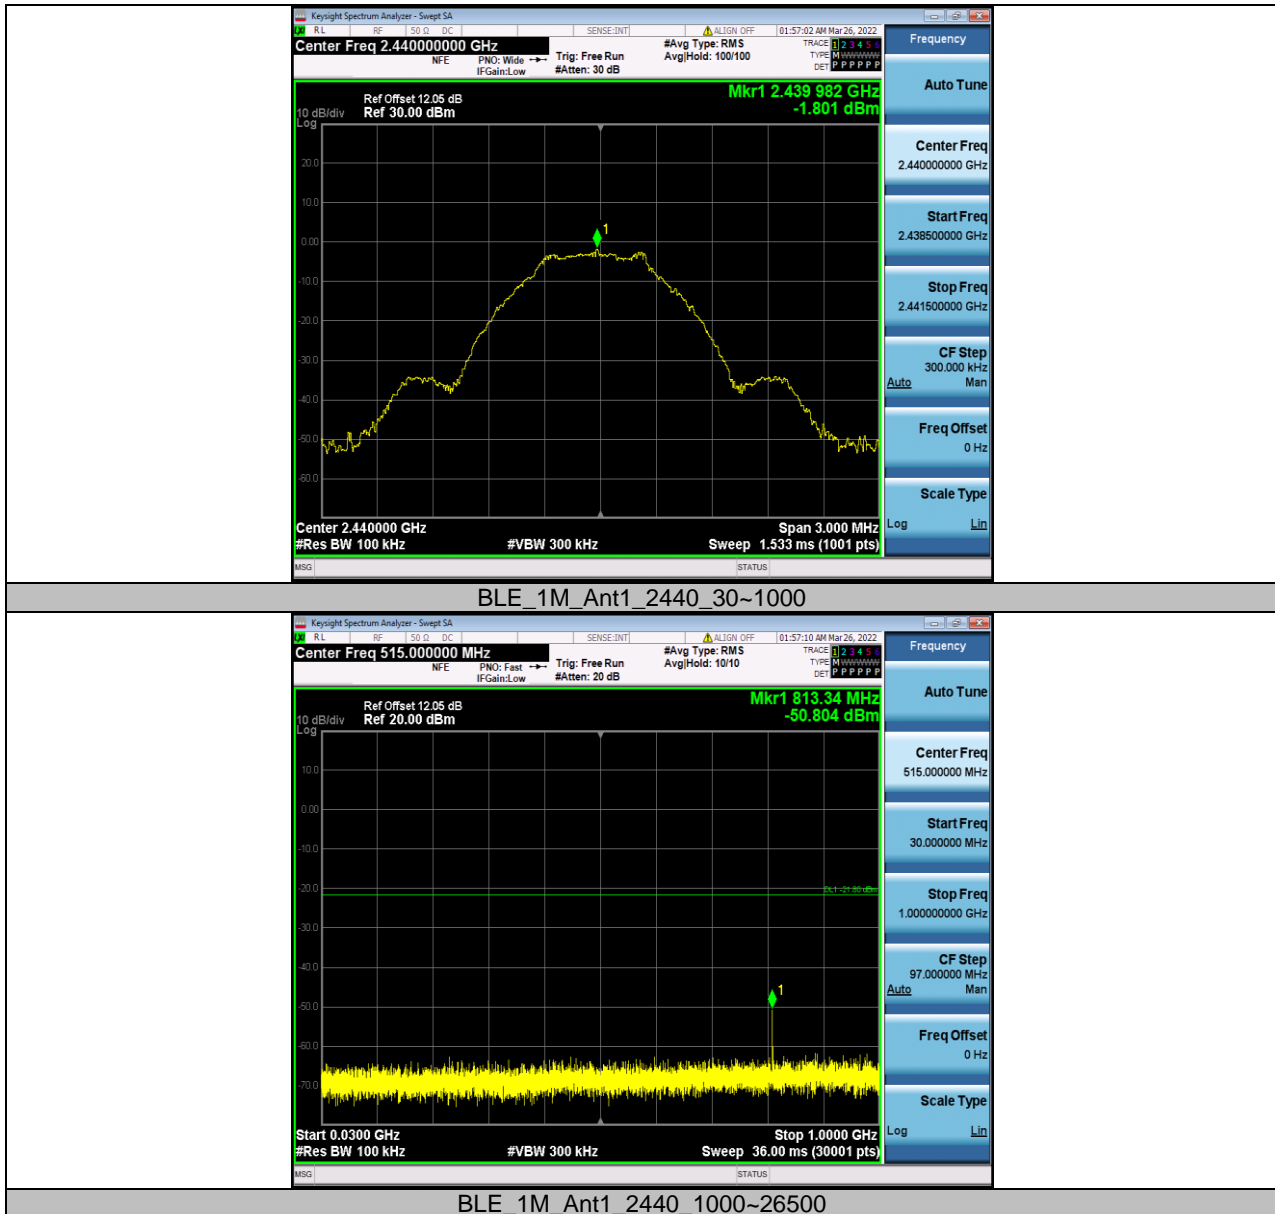 Keysight Spectrum Analyzer - Swept SA
RL RF 50 Ω DC SENSE:INT ALIGN OFF 01:57:02 AM Mar 26, 2022
Center Freq 2.440000000 GHz
NFE PNO: Wide IFGain:Low
Trig: Free Run #Atten: 30 dB
#Avg Type: RMS Avg|Hold: 100/100
TRACE 1 2 3 4 5 6
TYPE M W W W W W
DET P P P P P P
Mkr1 2.439 982 GHz
-1.801 dBm
Ref Offset 12.05 dB
10 dB/div Ref 30.00 dBm
Log
20.0
10.0
0.00
-10.0
-20.0
-30.0
-40.0
-50.0
-60.0
1
Center 2.440000 GHz Span 3.000 MHz
#Res BW 100 kHz #VBW 300 kHz Sweep 1.533 ms (1001 pts)
MSG STATUS
Frequency
Auto Tune
Center Freq
2.440000000 GHz
Start Freq
2.438500000 GHz
Stop Freq
2.441500000 GHz
CF Step
300.000 kHz
Auto Man
Freq Offset
0 Hz
Scale Type
Log Lin
BLE_1M_Ant1_2440_30~1000
Keysight Spectrum Analyzer - Swept SA
RL RF 50 Ω DC SENSE:INT ALIGN OFF 01:57:10 AM Mar 26, 2022
Center Freq 515.000000 MHz
NFE PNO: Fast IFGain:Low
Trig: Free Run #Atten: 20 dB
#Avg Type: RMS Avg|Hold: 10/10
TRACE 1 2 3 4 5 6
TYPE M W W W W W
DET P P P P P P
Mkr1 813.34 MHz
-50.804 dBm
Ref Offset 12.05 dB
10 dB/div Ref 20.00 dBm
Log
10.0
0.00
-10.0
-20.0
-30.0
-40.0
-50.0
-60.0
-70.0
DL1 -21.80 dBm
1
Start 0.0300 GHz Stop 1.0000 GHz
#Res BW 100 kHz #VBW 300 kHz Sweep 36.00 ms (30001 pts)
MSG STATUS
Frequency
Auto Tune
Center Freq
515.000000 MHz
Start Freq
30.000000 MHz
Stop Freq
1.000000000 GHz
CF Step
97.000000 MHz
Auto Man
Freq Offset
0 Hz
Scale Type
Log Lin
BLE_1M_Ant1_2440_1000~26500